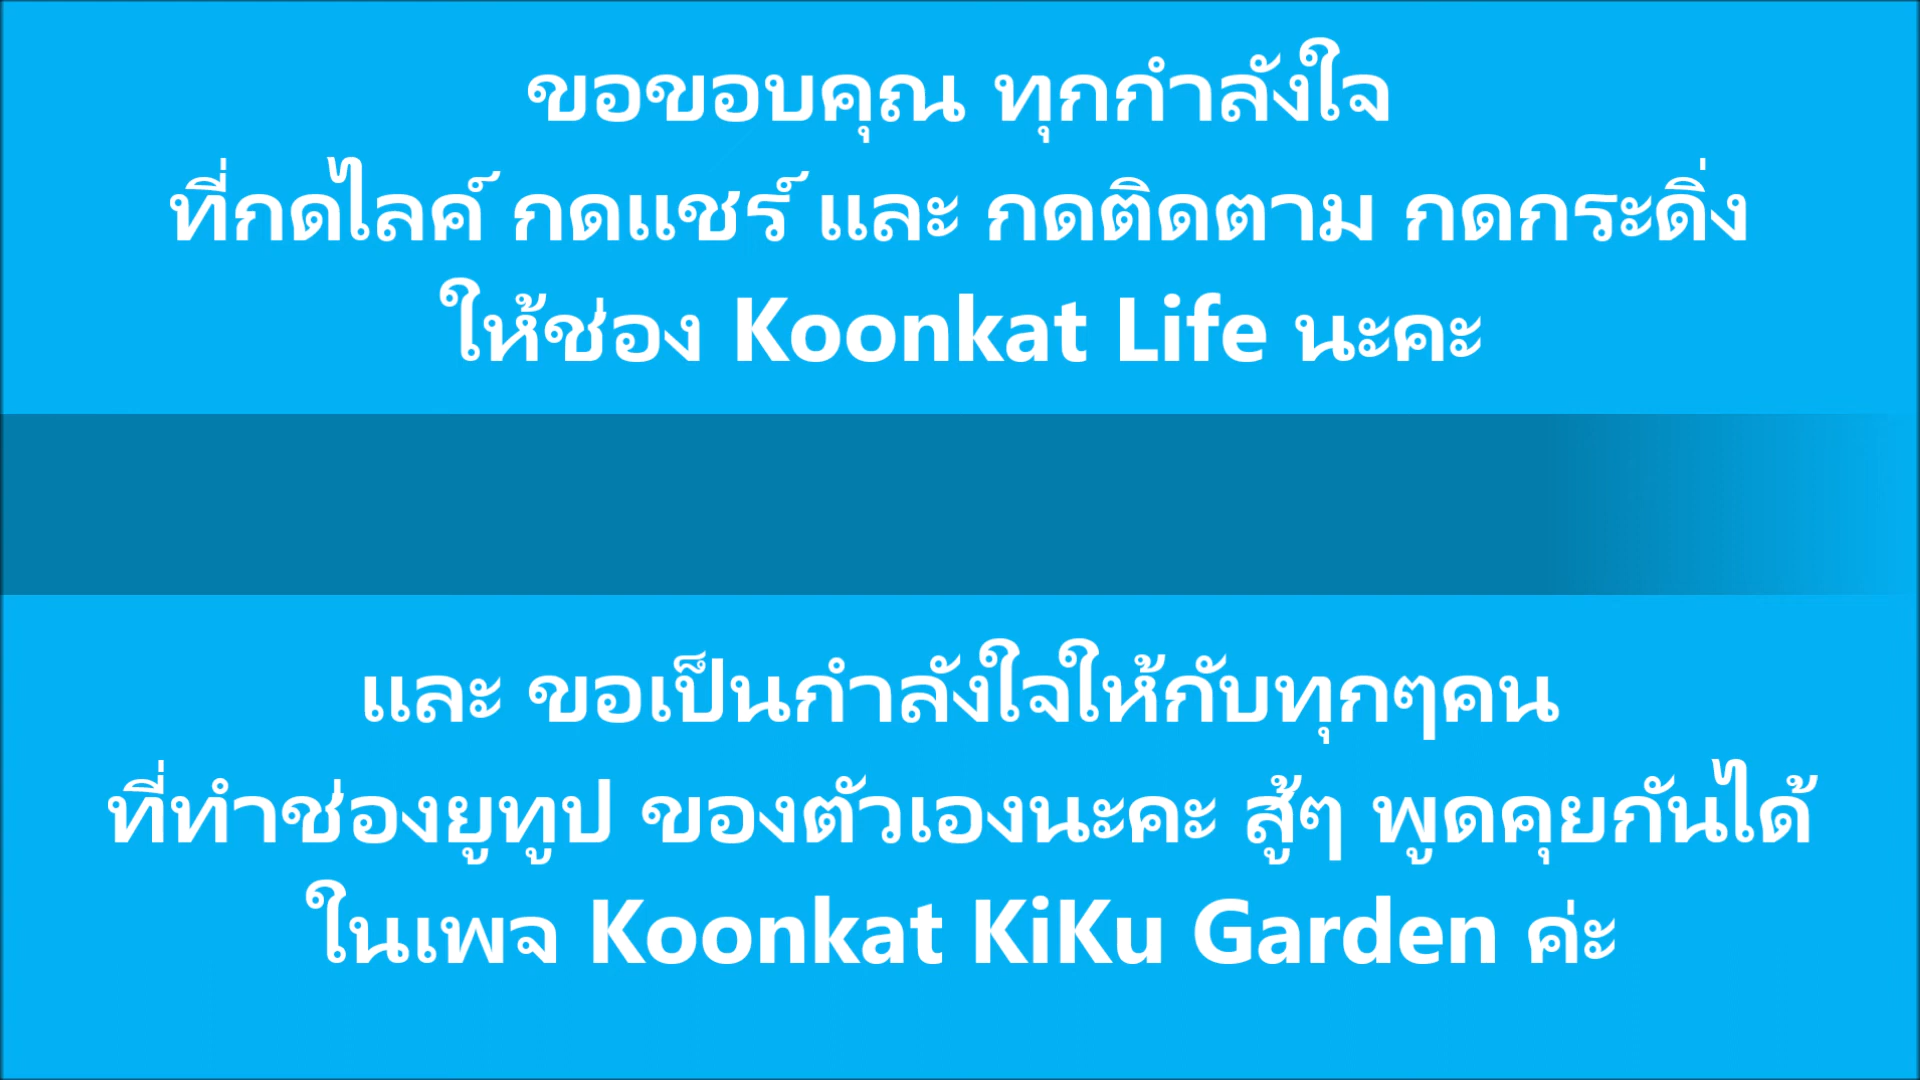 ขอขอบคุณ ทุกกำลังใจ
ที่กดไลค์ กดแชร์ และ กดติดตาม กดกระดิ่ง
ให้ช่อง Koonkat Life นะคะ
และ ขอเป็นกำลังใจให้กับทุกๆคน
ที่ทำช่องยูทูป ของตัวเองนะคะ สู้ๆ พูดคุยกันได้
ในเพจ Koonkat KiKu Garden ค่ะ